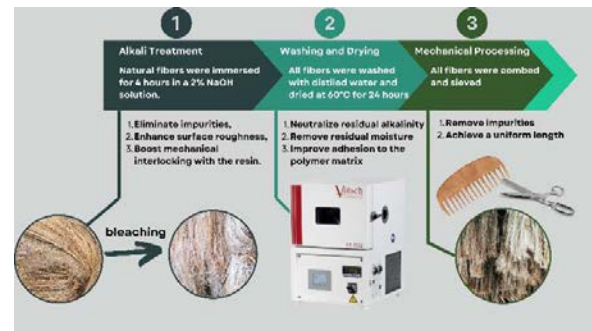 1
2
3
Alkali Treatment
Natural fibers were immersed
for 4 hours in a 2% NaOH
solution.
Washing and Drying
All fibers were washed
with distiled water and
dried at 60°C for 24 hours
Mechanical Processing
All fibers were combed
and sieved
1.Eliminate impurities,
2.Enhance surface roughness,
3.Boost mechanical
interlocking with the resin.
1.Neutralize residual alkalinity
2.Remove residual moisture
3.Improve adhesion to the
polymer matrix
1.Remove impurities
2.Achieve a uniform length
bleaching